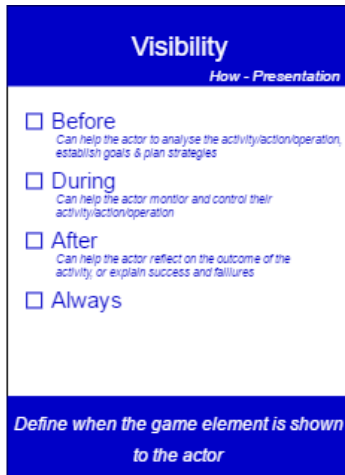 Visibility
How - Presentation
☐ Before
Can help the actor to analyse the activity/action/operation,
establish goals & plan strategies
☐ During
Can help the actor montior and control their
activity/action/operation
☐ After
Can help the actor reflect on the outcome of the
activity, or explain success and faillures
☐ Always
Define when the game element is shown
to the actor